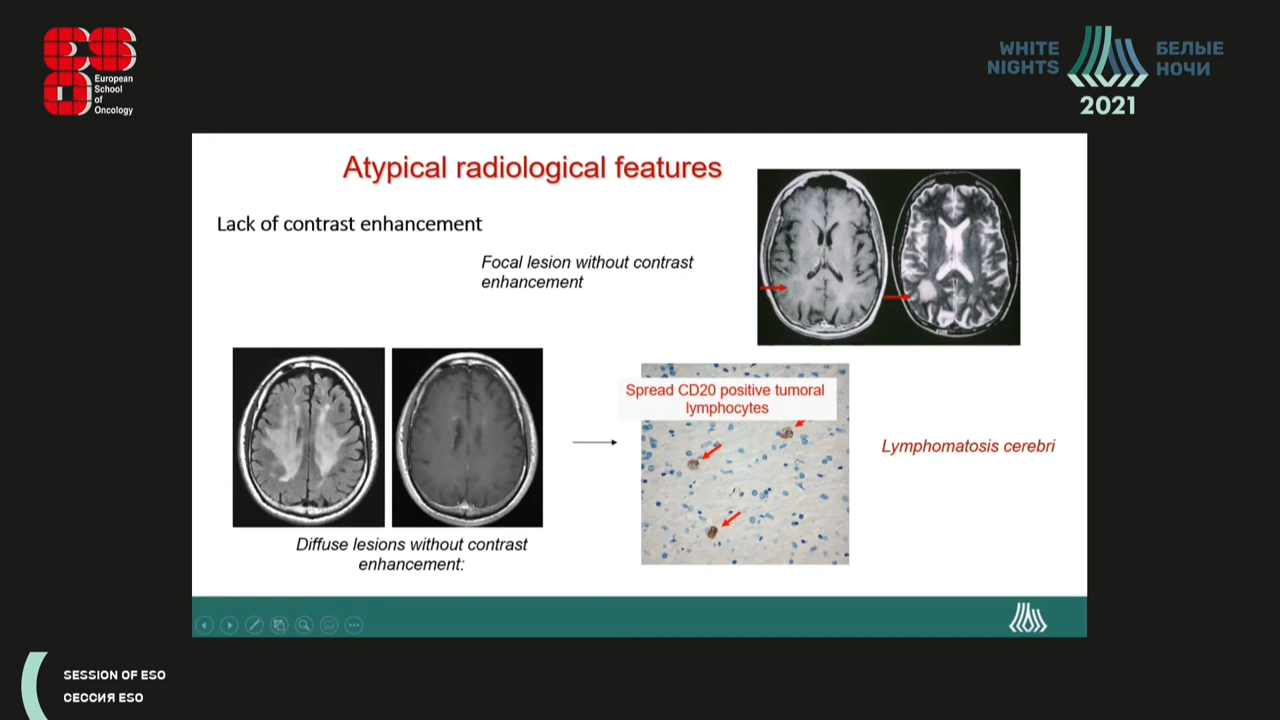 European
School
of
Oncology
WHITE
NIGHTS
БЕЛЫЕ
НОЧИ
2021
Atypical radiological features
Lack of contrast enhancement
Focal lesion without contrast
enhancement
Spread CD20 positive tumoral
lymphocytes
Lymphomatosis cerebri
Diffuse lesions without contrast
enhancement:
SESSION OF ESO
СЕССИЯ ESO